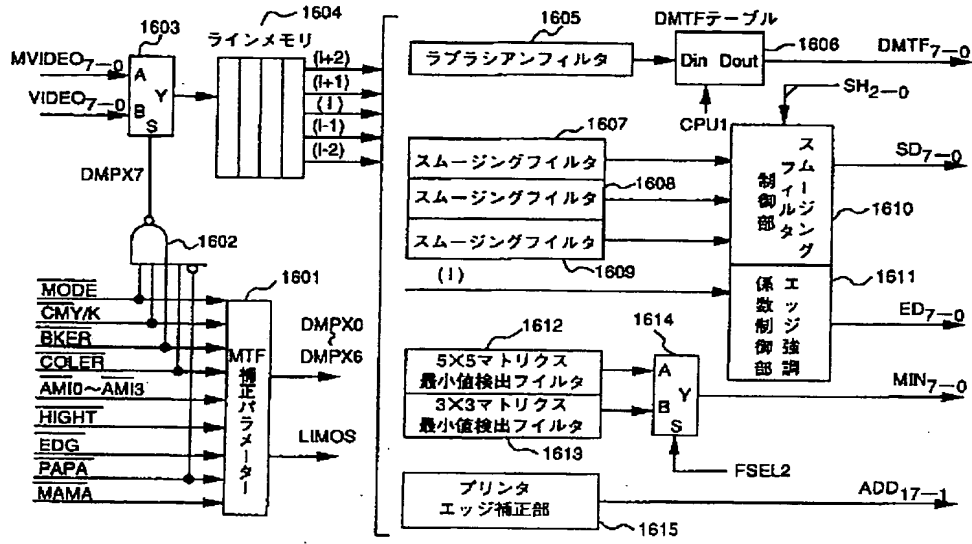 1603
MVIDEO7—0
VIDEO7—0
A
B
Y
S
DMPX7
1604
ラインメモリ
(I+2)
(I+1)
(I)
(I-1)
(I-2)
1602
MODE
CMY/K
BKER
COLER
AMI0～AMI3
HIGHT
EDG
PAPA
MAMA
1601
MTF補正パラメーター
DMPX0
～
DMPX6
LIMOS
1605
ラプラシアンフィルタ
DMTFテーブル
Din Dout
1606
DMTF7—0
CPU1
SH2—0
1607
スムージングフィルタ
スムージングフィルタ
1608
スムージングフィルタ
1609
(I)
スムージング
フィルタ
制御部
SD7—0
1610
エッジ強調
係数制御部
1611
ED7—0
1612
5×5マトリクス
最小値検出フィルタ
3×3マトリクス
最小値検出フィルタ
1613
1614
A
B
Y
S
MIN7—0
FSEL2
プリンタ
エッジ補正部
1615
ADD17—1